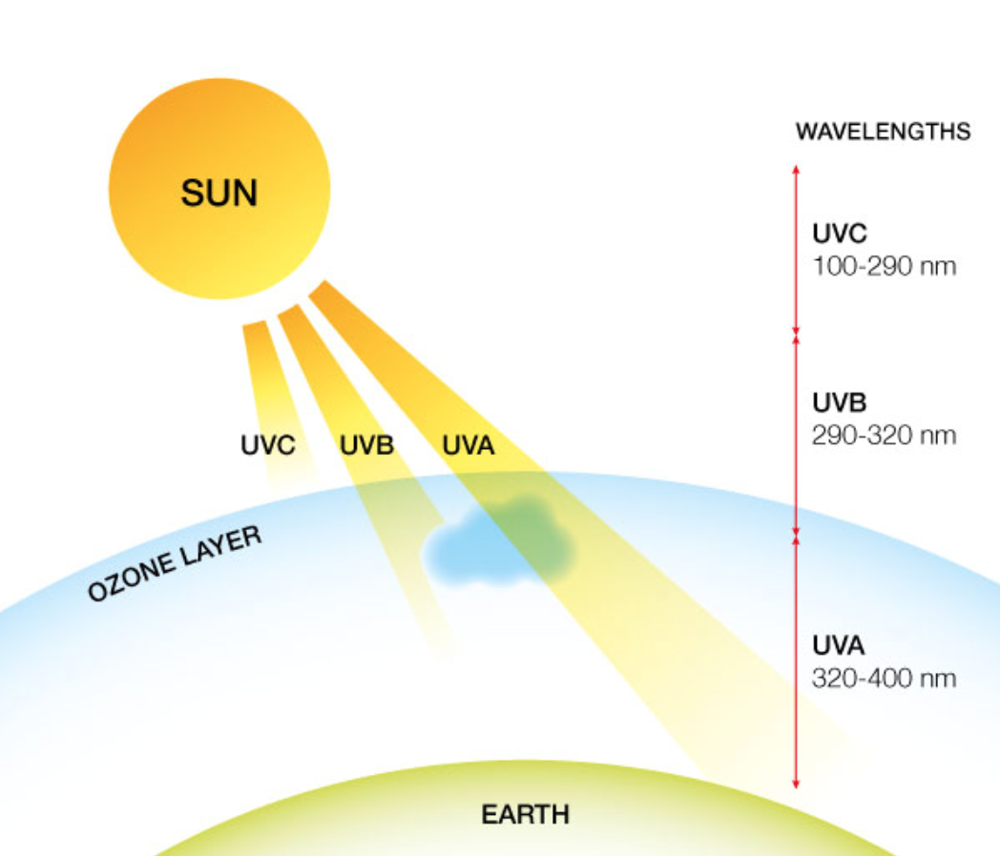 WAVELENGTHS
SUN
UVC
100-290 nm
UVB
290-320 nm
UVC UVB UVA
OZONE LAYER
UVA
320-400 nm
EARTH